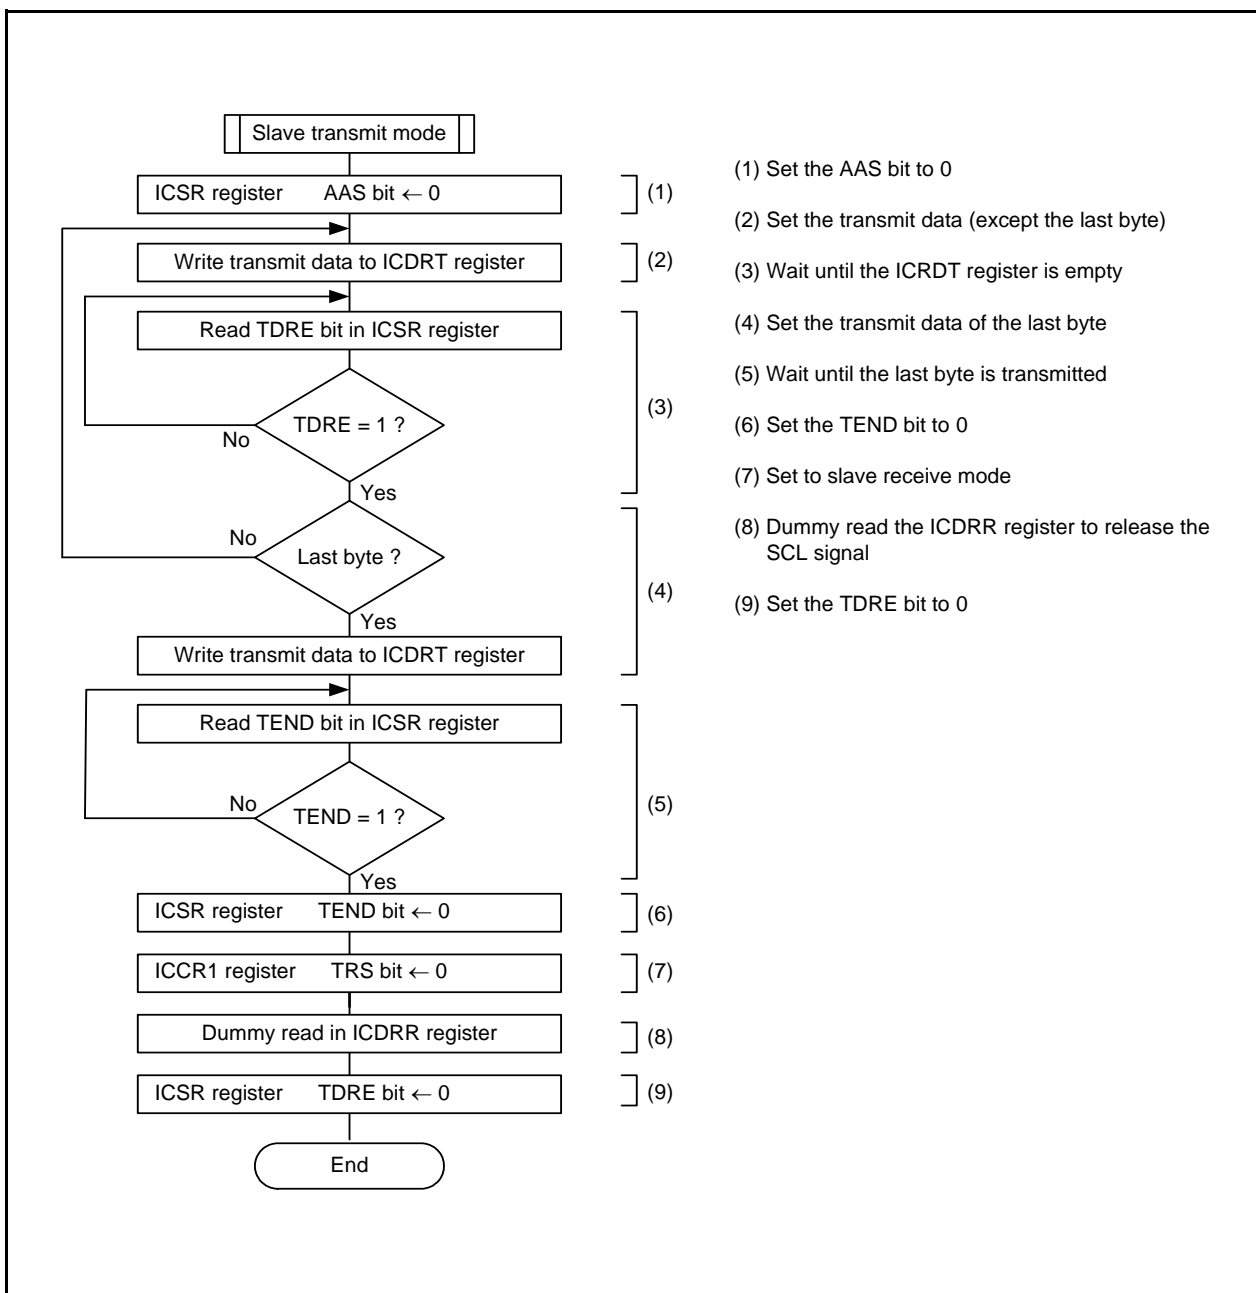 Slave transmit mode
ICSR register AAS bit ← 0
(1)
Write transmit data to ICDRT register
(2)
Read TDRE bit in ICSR register
TDRE = 1 ?
No
Yes
(3)
No
Last byte ?
Yes
Write transmit data to ICDRT register
(4)
Read TEND bit in ICSR register
No
TEND = 1 ?
Yes
(5)
ICSR register TEND bit ← 0
(6)
ICCR1 register TRS bit ← 0
(7)
Dummy read in ICDRR register
(8)
ICSR register TDRE bit ← 0
(9)
End
(1) Set the AAS bit to 0
(2) Set the transmit data (except the last byte)
(3) Wait until the ICRDT register is empty
(4) Set the transmit data of the last byte
(5) Wait until the last byte is transmitted
(6) Set the TEND bit to 0
(7) Set to slave receive mode
(8) Dummy read the ICDRR register to release the
SCL signal
(9) Set the TDRE bit to 0